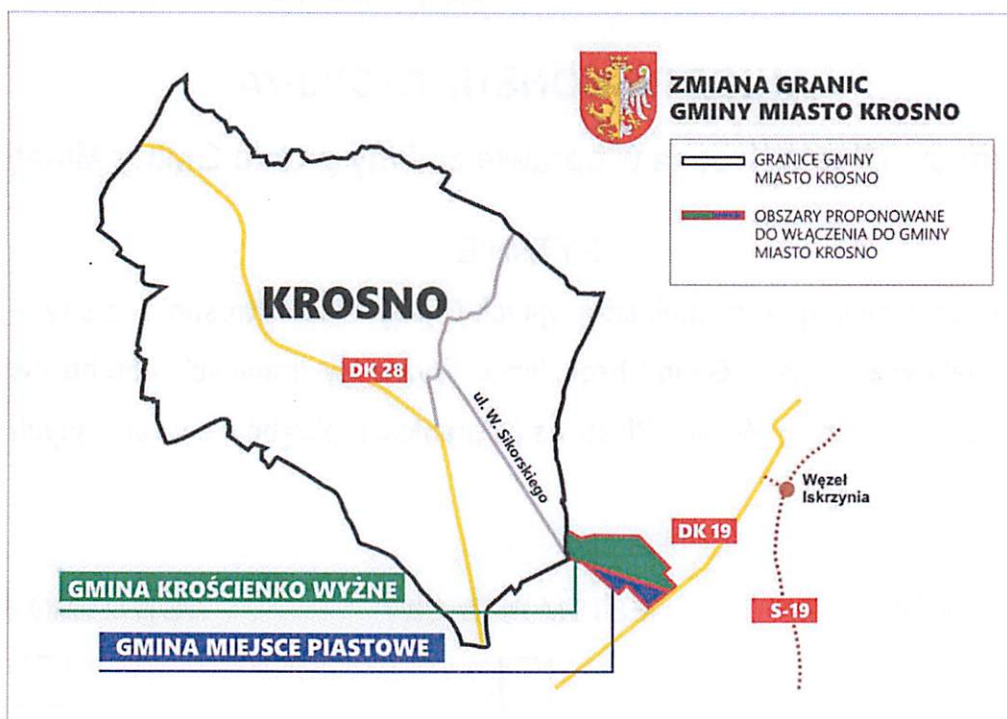 ZMIANA GRANIC
GMINY MIASTO KROSNO
GRANICE GMINY
MIASTO KROSNO
OBSZARY PROPONOWANE
DO WŁĄCZENIA DO GMINY
MIASTO KROSNO
KROSNO
DK 28
ul. W. Sikorskiego
Węzeł
Iskrzynia
DK 19
GMINA KROŚCIENKO WYŻNE
S-19
GMINA MIEJSCE PIASTOWE